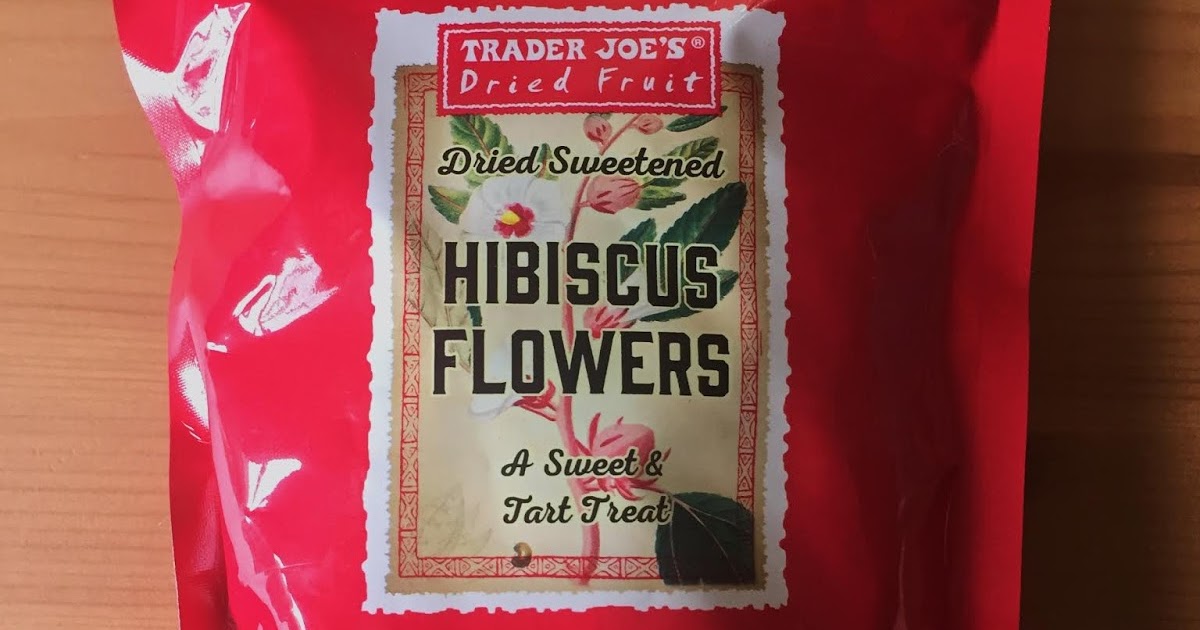 TRADER JOE'S®
Dried Fruit
Dried Sweetened
HIBISCUS
FLOWERS
A Sweet &
Tart Treat